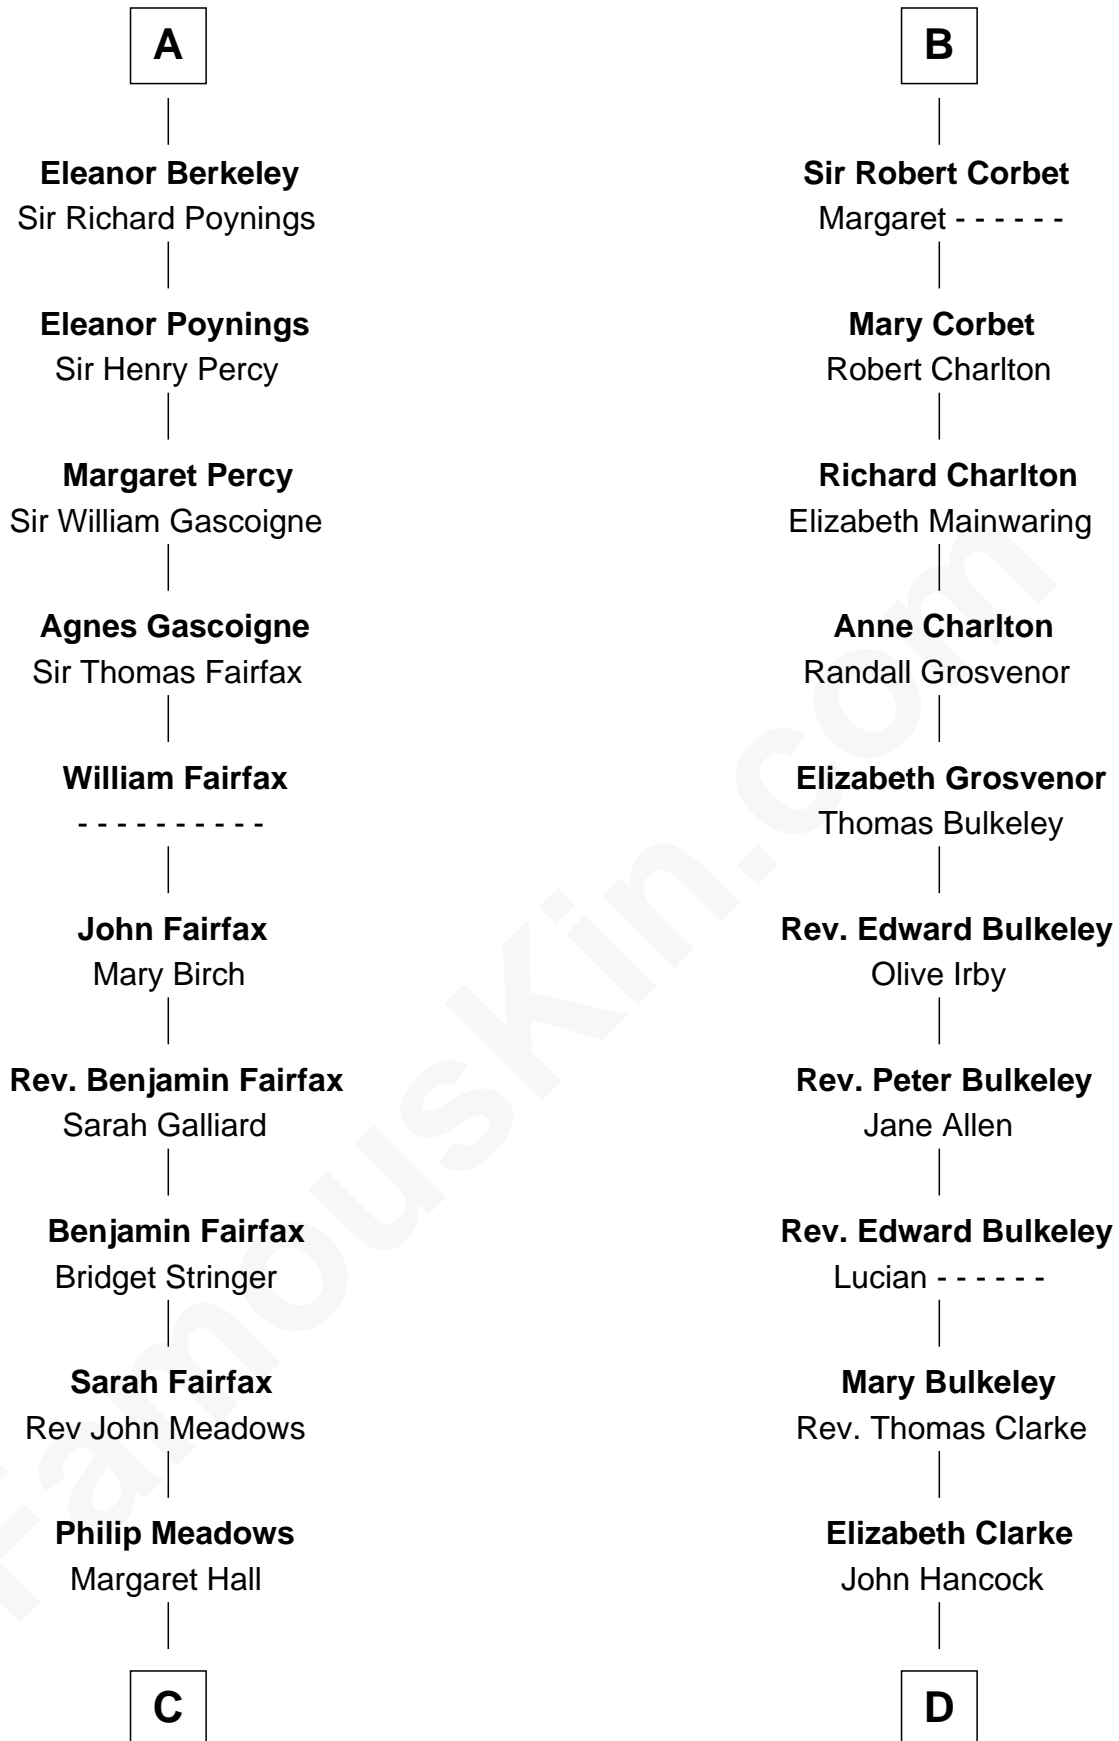 A
Eleanor Berkeley
Sir Richard Poynings
Eleanor Poynings
Sir Henry Percy
Margaret Percy
Sir William Gascoigne
Agnes Gascoigne
Sir Thomas Fairfax
William Fairfax
- - - - - - - - - -
John Fairfax
Mary Birch
Rev. Benjamin Fairfax
Sarah Galliard
Benjamin Fairfax
Bridget Stringer
Sarah Fairfax
Rev John Meadows
Philip Meadows
Margaret Hall
C
B
Sir Robert Corbet
Margaret - - - - - -
Mary Corbet
Robert Charlton
Richard Charlton
Elizabeth Mainwaring
Anne Charlton
Randall Grosvenor
Elizabeth Grosvenor
Thomas Bulkeley
Rev. Edward Bulkeley
Olive Irby
Rev. Peter Bulkeley
Jane Allen
Rev. Edward Bulkeley
Lucian - - - - - -
Mary Bulkeley
Rev. Thomas Clarke
Elizabeth Clarke
John Hancock
D
FamousKin.com